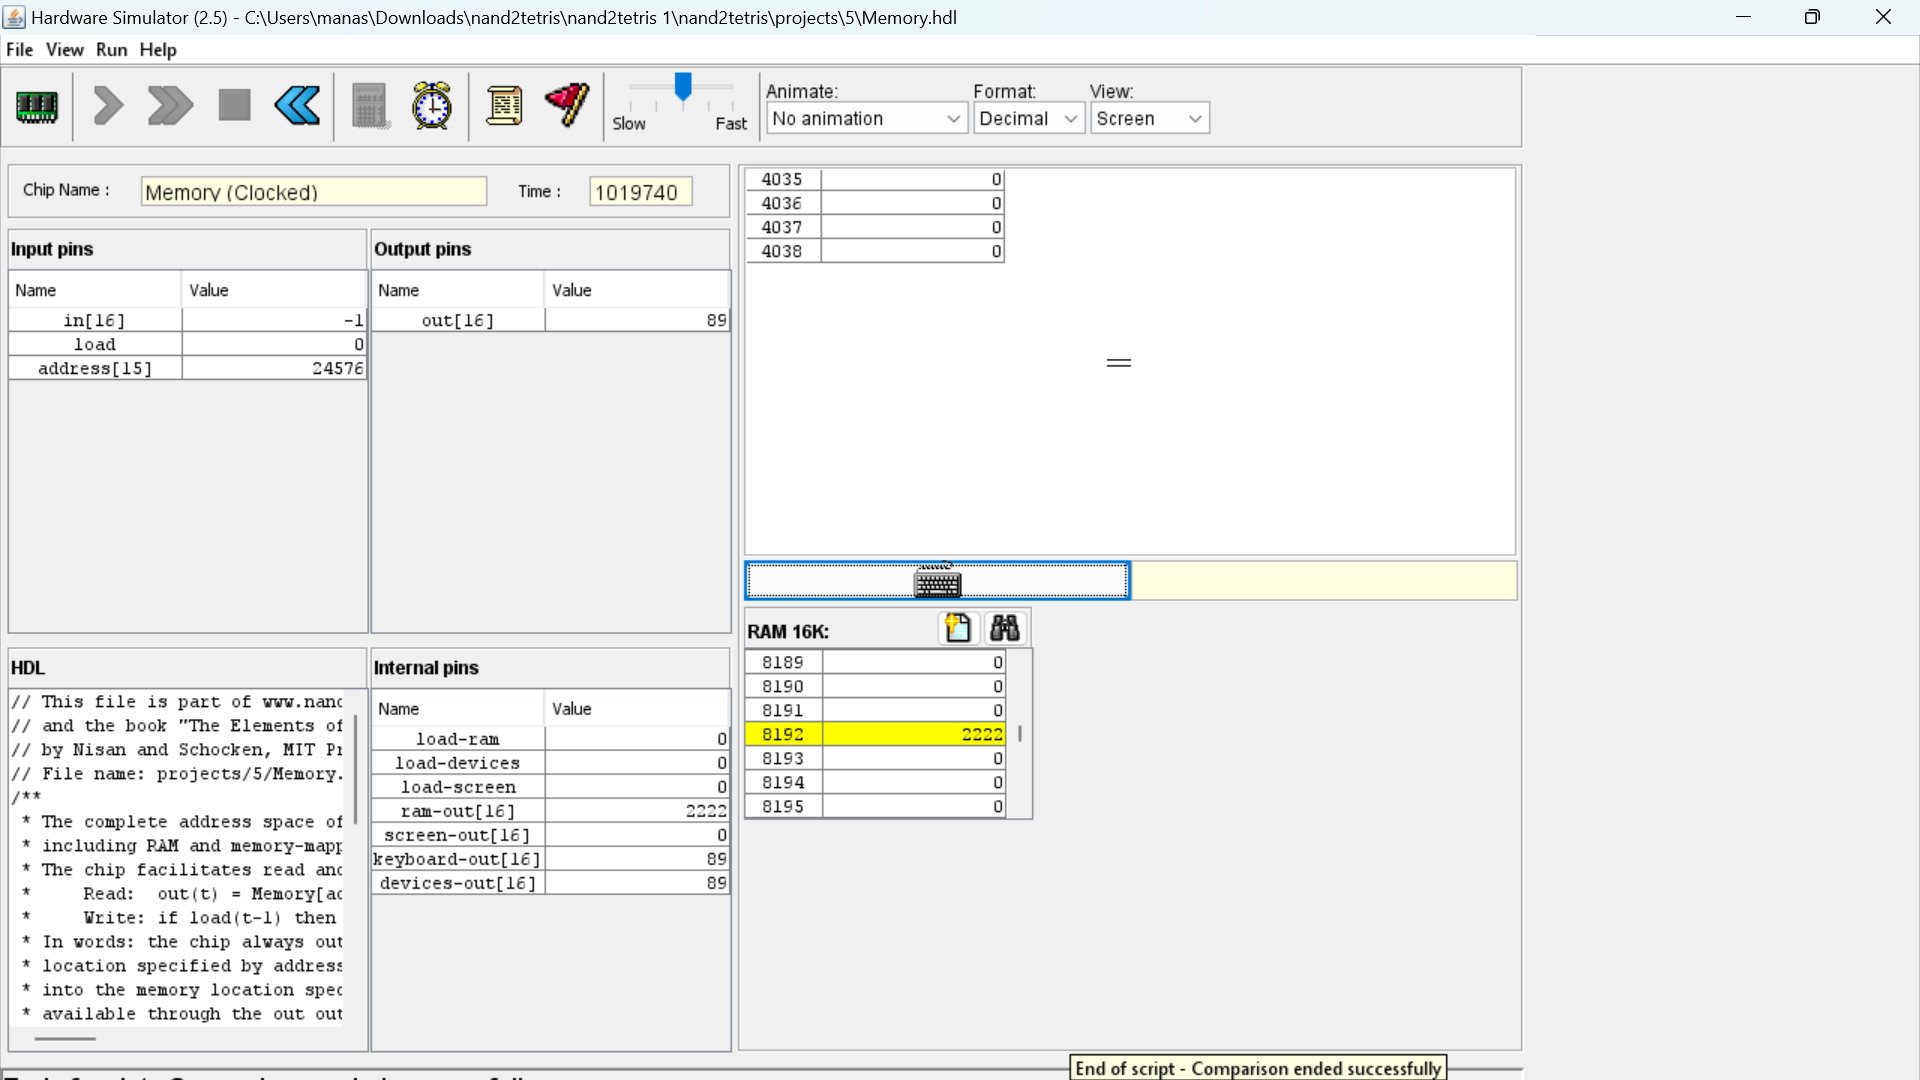 Hardware Simulator (2.5) - C:\Users\manas\Downloads\nand2tetris\nand2tetris 1\nand2tetris\projects\5\Memory.hdl
File View Run Help
Slow Fast
Animate: Format: View:
No animation Decimal Screen
Chip Name : Memory (Clocked) Time : 1019740
Input pins
Name Value
in[16] -1
load 0
address[15] 24576
Output pins
Name Value
out[16] 89
4035 0
4036 0
4037 0
4038 0
RAM 16K:
8189 0
8190 0
8191 0
8192 2222
8193 0
8194 0
8195 0
HDL
// This file is part of www.nanc
// and the book "The Elements of
// by Nisan and Schocken, MIT Pr
// File name: projects/5/Memory.
/**
* The complete address space of
* including RAM and memory-mapp
* The chip facilitates read and
* Read: out(t) = Memory[ad
* Write: if load(t-1) then
* In words: the chip always out
* location specified by address
* into the memory location spec
* available through the out out
Internal pins
Name Value
load-ram 0
load-devices 0
load-screen 0
ram-out[16] 2222
screen-out[16] 0
keyboard-out[16] 89
devices-out[16] 89
End of script - Comparison ended successfully